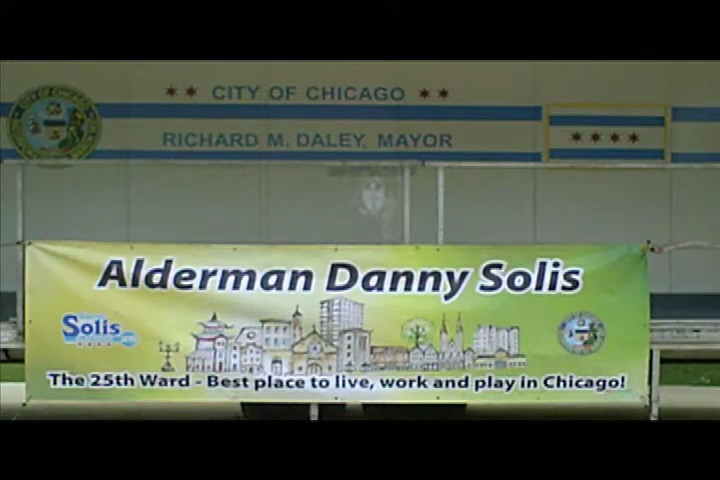 CITY OF CHICAGO
RICHARD M. DALEY, MAYOR
Alderman Danny Solis
Solis
The 25th Ward - Best place to live, work and play in Chicago!